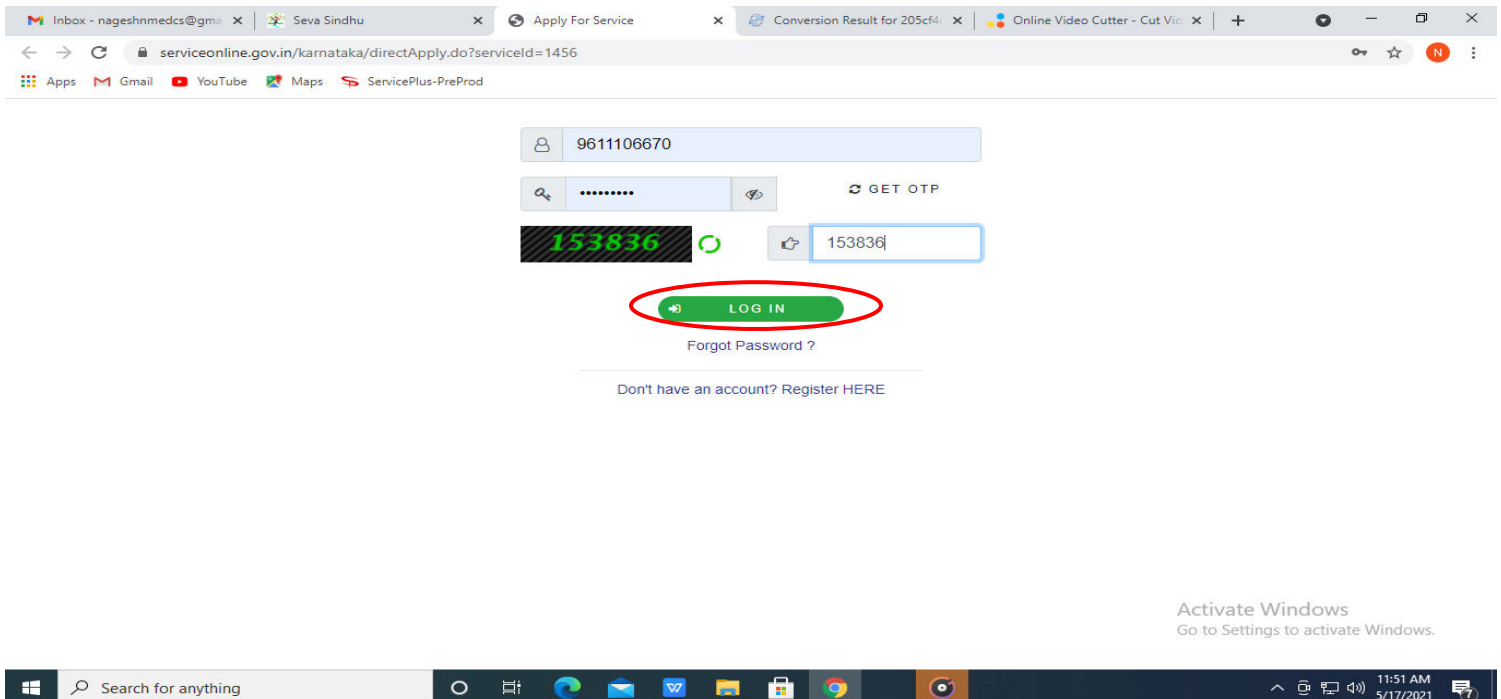 Inbox - nageshnmedcs@gma
Seva Sindhu
Apply For Service
Conversion Result for 205cf4
Online Video Cutter - Cut Vid
serviceonline.gov.in/karnataka/directApply.do?serviceId=1456
N
Apps Gmail YouTube Maps ServicePlus-PreProd
9611106670
•••••••••
GET OTP
153836
153836
LOG IN
Forgot Password ?
Don't have an account? Register HERE
Activate Windows
Go to Settings to activate Windows.
Search for anything
11:51 AM
5/17/2021
7